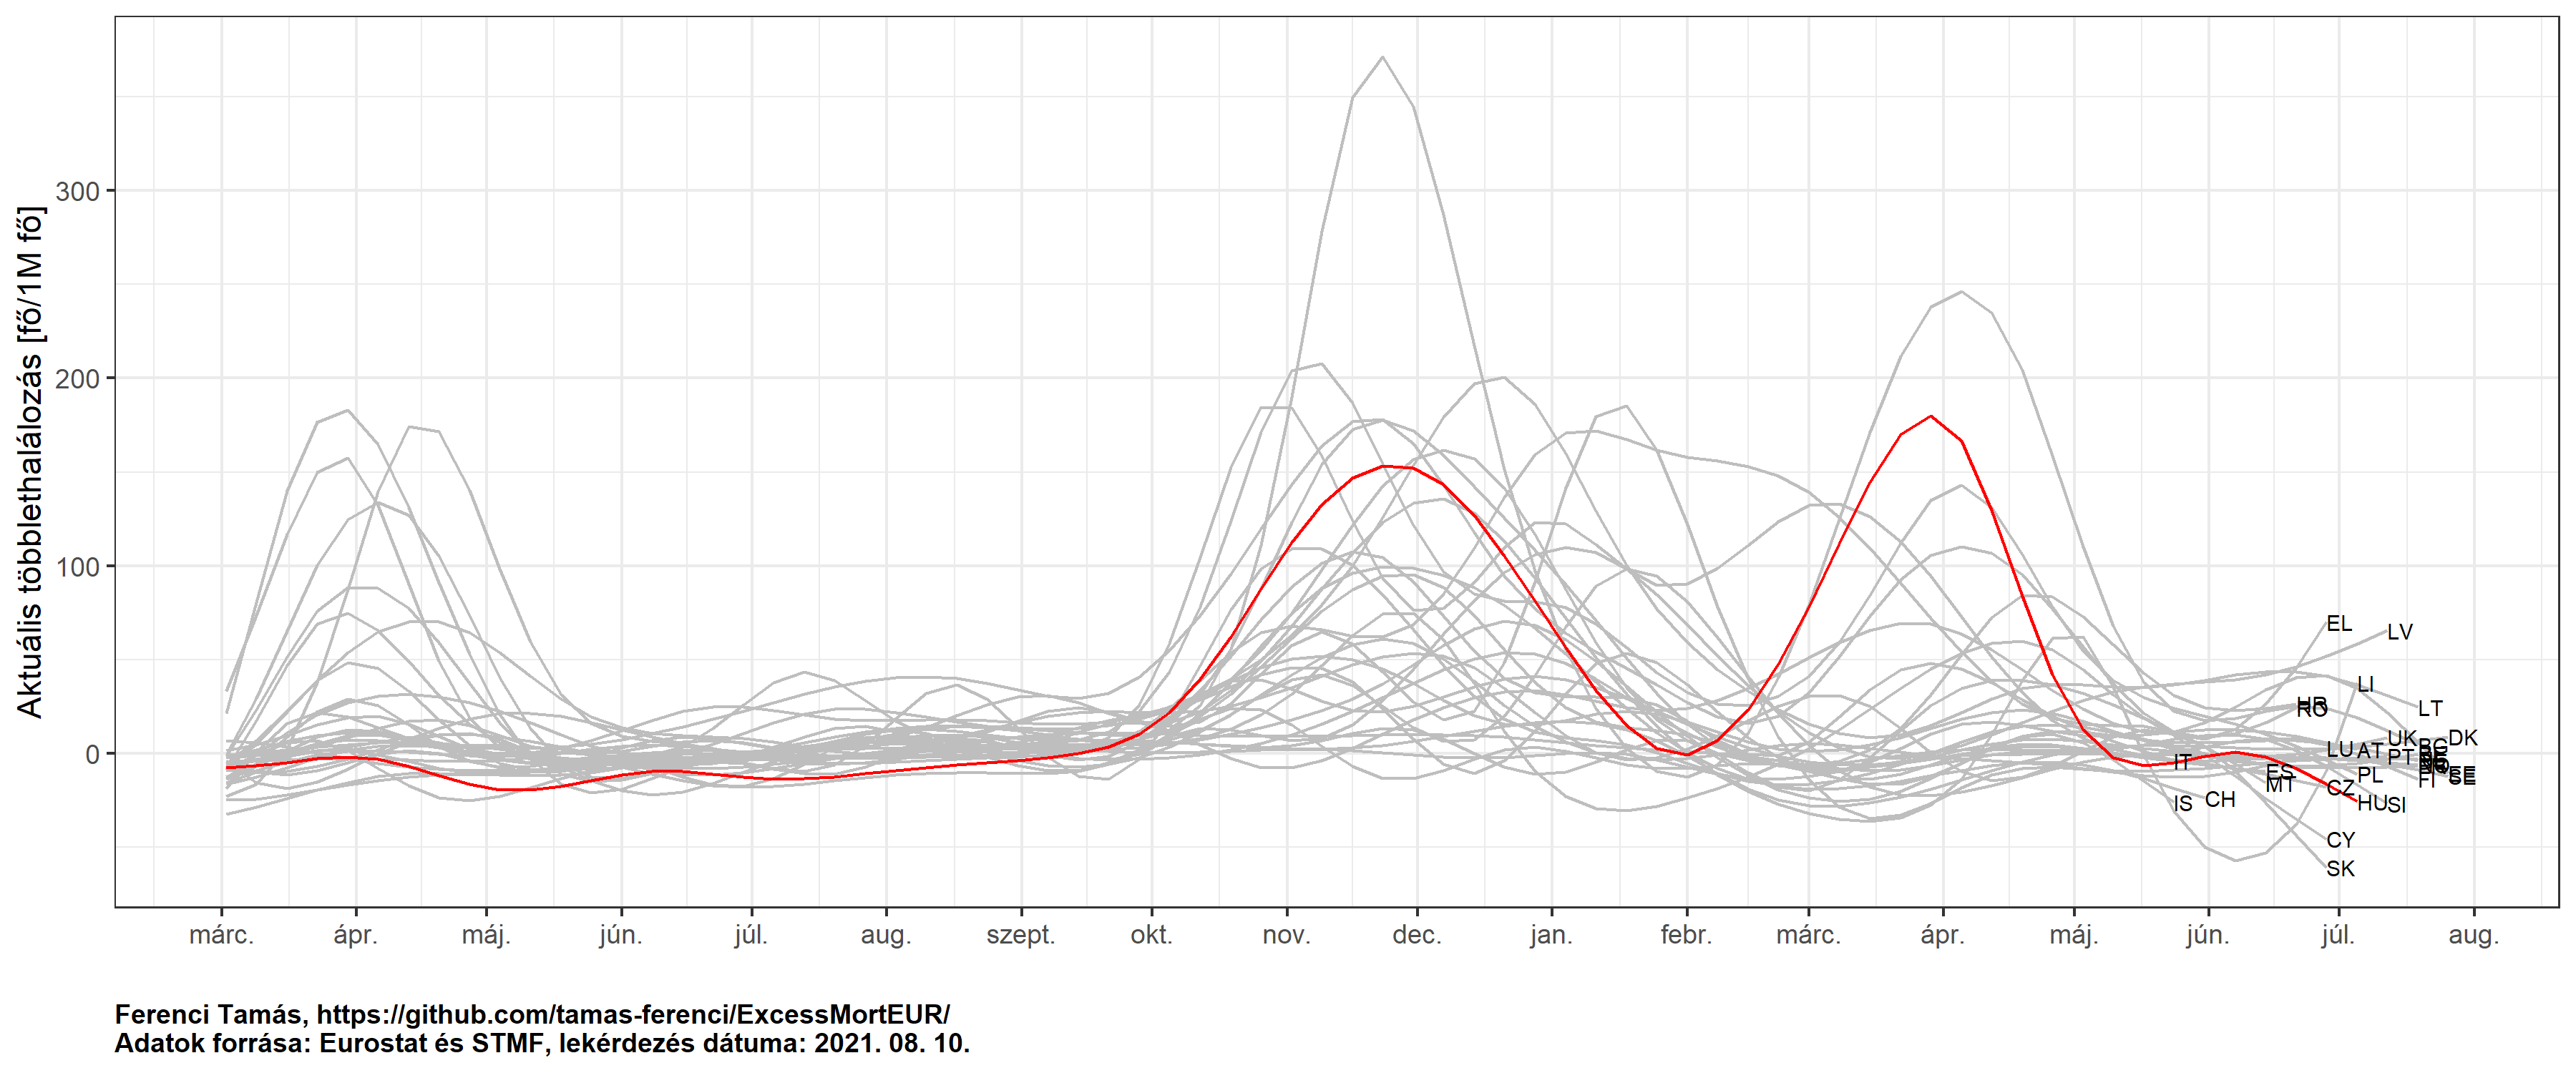 Aktuális többlethalálozás [fő/1M fő]
300
200
100
0
EL
LV
LI
HR
RO
LT
UK
DK
LU
AT
PT
IT
ES
MT
PL
CZ
FI
SE
IS
CH
HU
SI
CY
SK
márc.
ápr.
máj.
jún.
júl.
aug.
szept.
okt.
nov.
dec.
jan.
febr.
márc.
ápr.
máj.
jún.
júl.
aug.
Ferenci Tamás, https://github.com/tamas-ferenci/ExcessMortEUR/
Adatok forrása: Eurostat és STMF, lekérdezés dátuma: 2021. 08. 10.